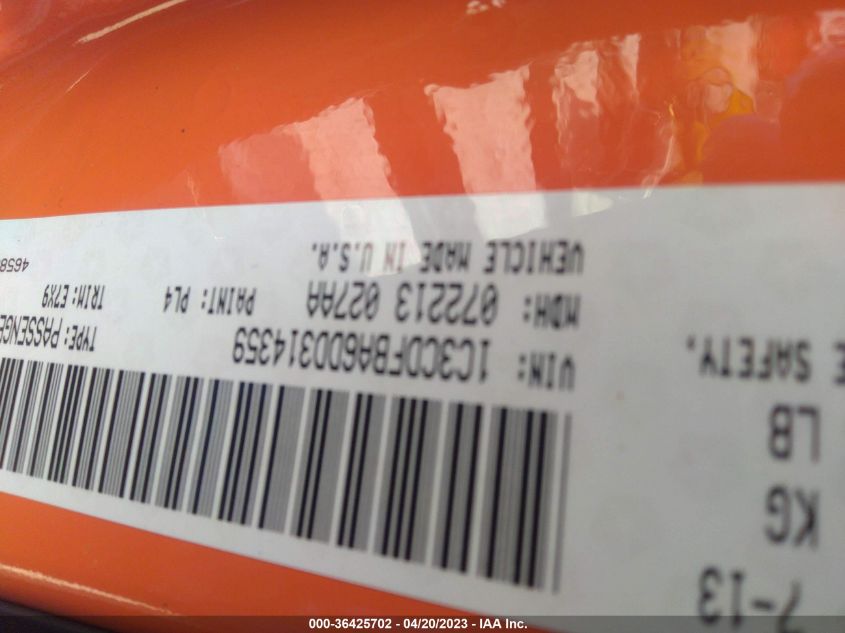 7-13
KG
LB
E SAFETY.
VIN: 1C3CDFBA6DD314359 TYPE: PASSENGE
MDH: 072213 027AA PAINT: PL4 TRIM: E7X9
VEHICLE MADE IN U.S.A. 4658
000-36425702 - 04/20/2023 - IAA Inc.